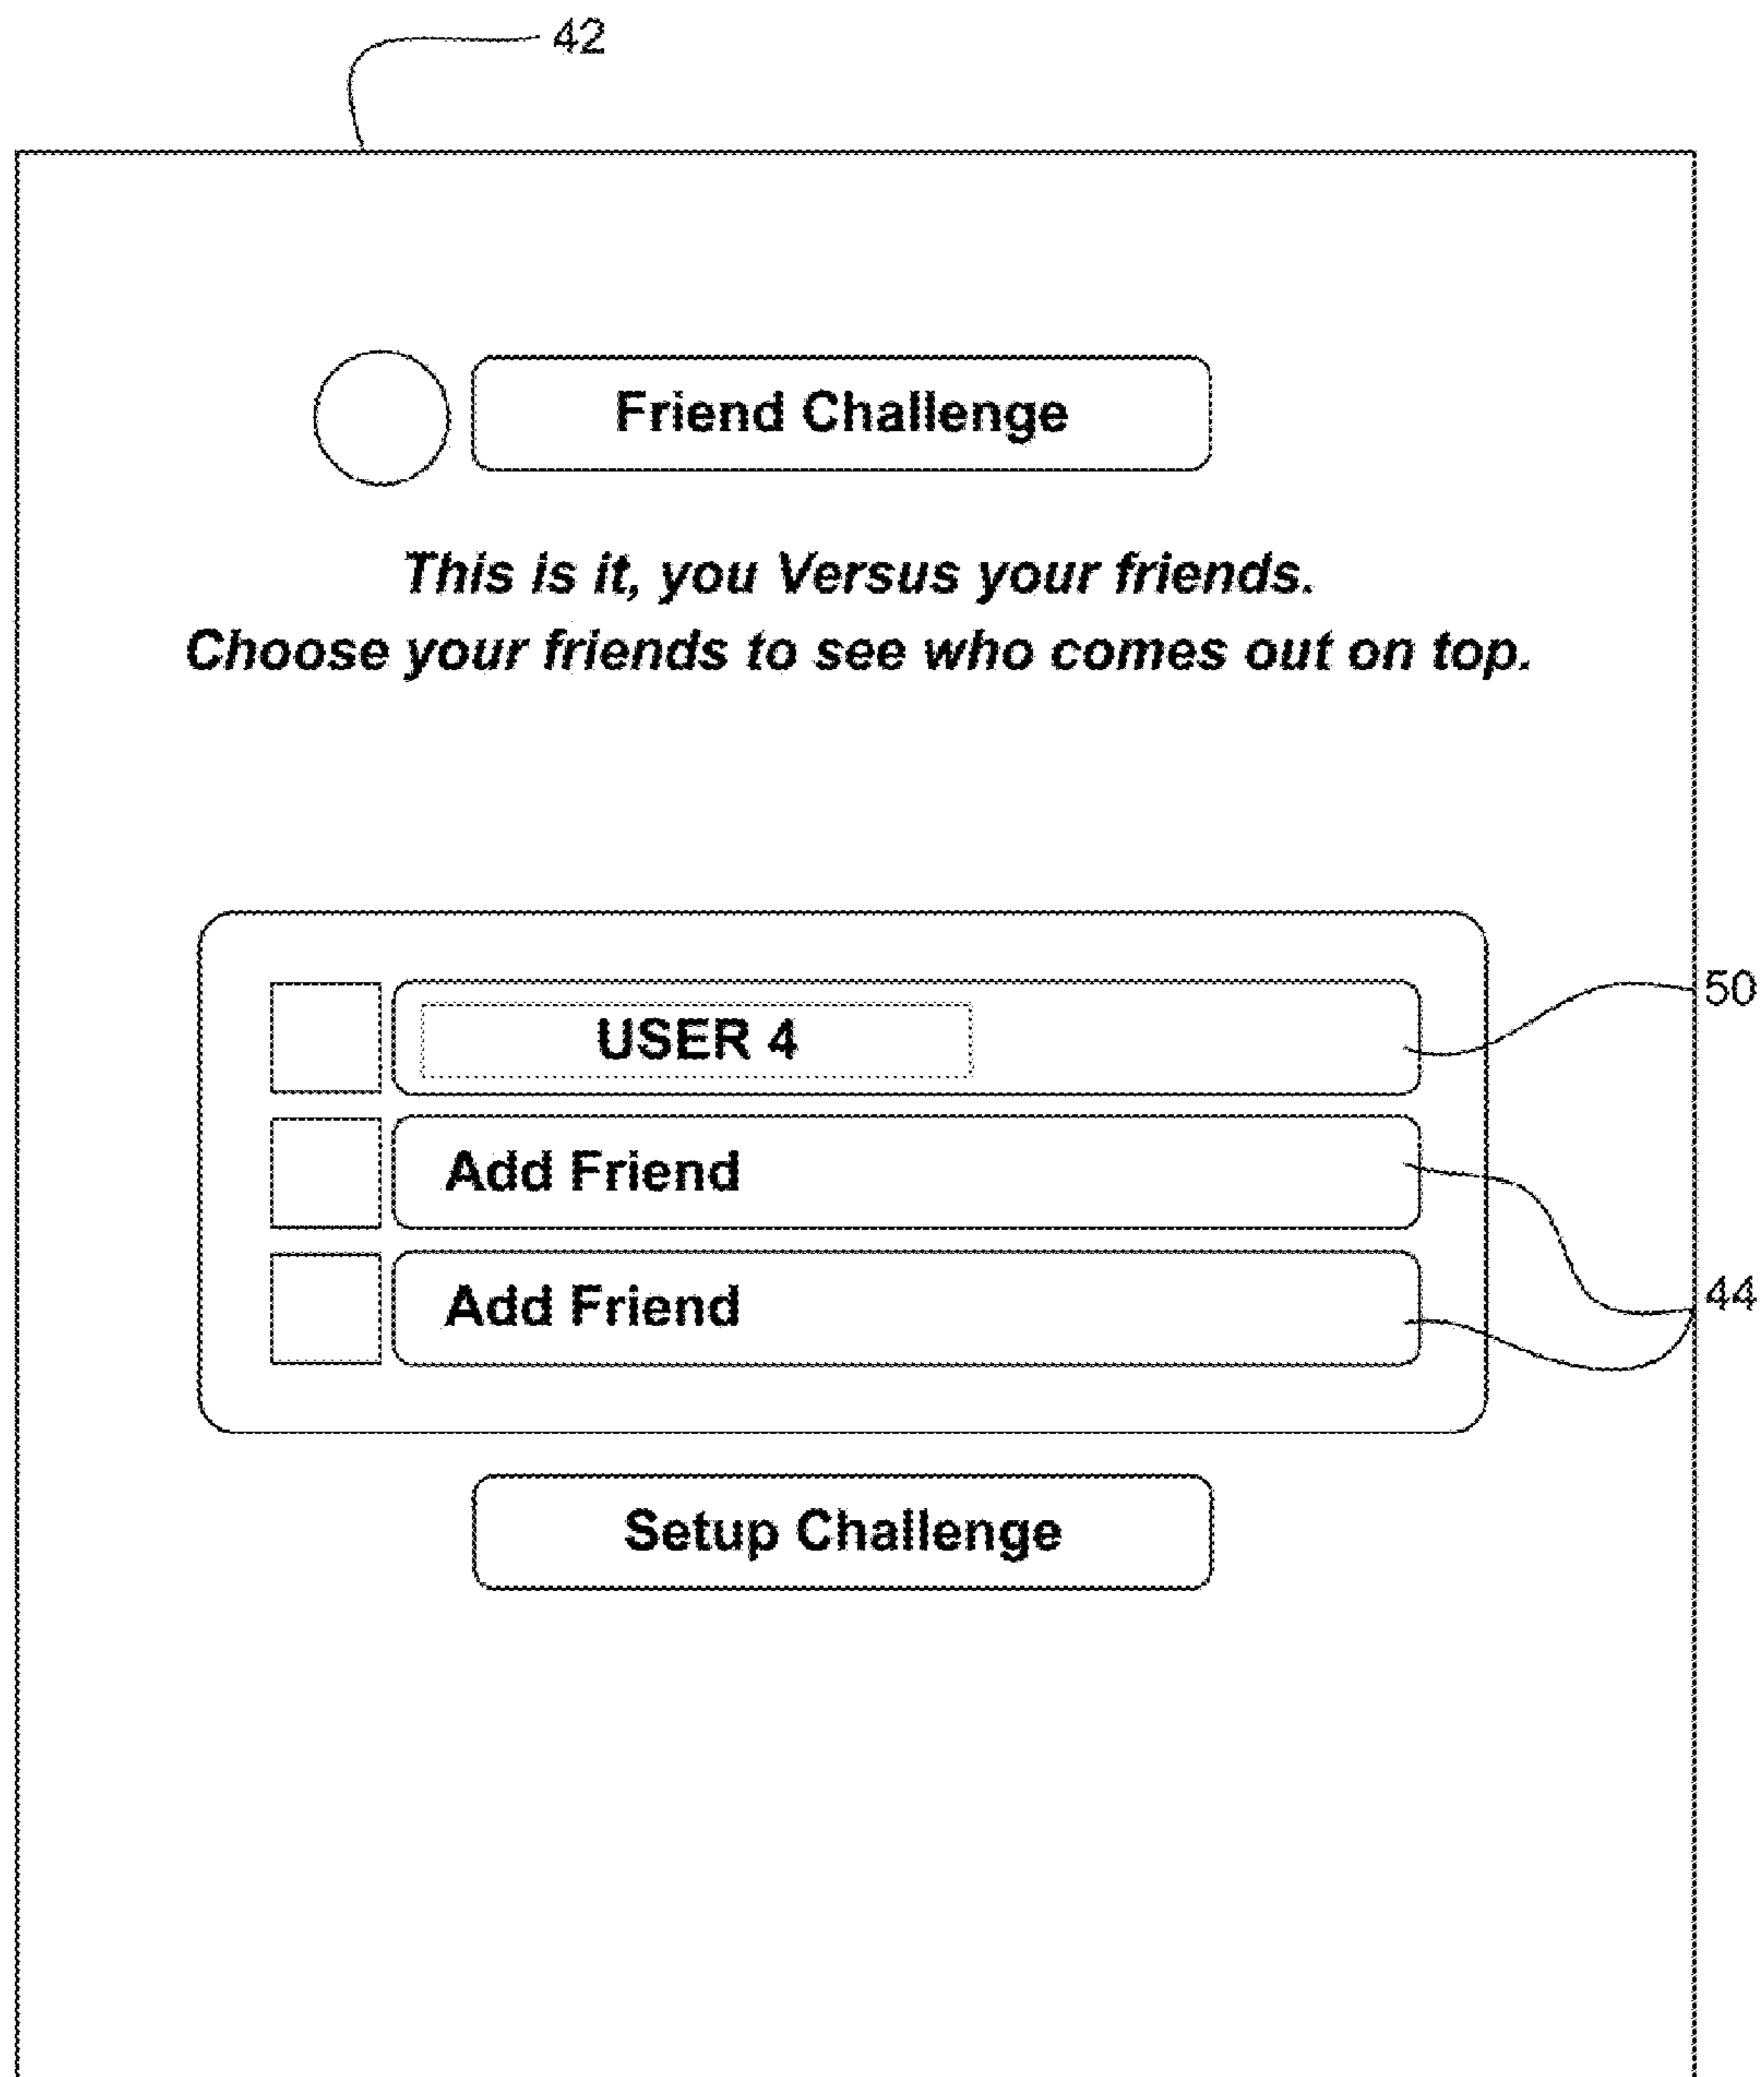 42
Friend Challenge
This is it, you Versus your friends.
Choose your friends to see who comes out on top.
USER 4
50
Add Friend
Add Friend
44
Setup Challenge